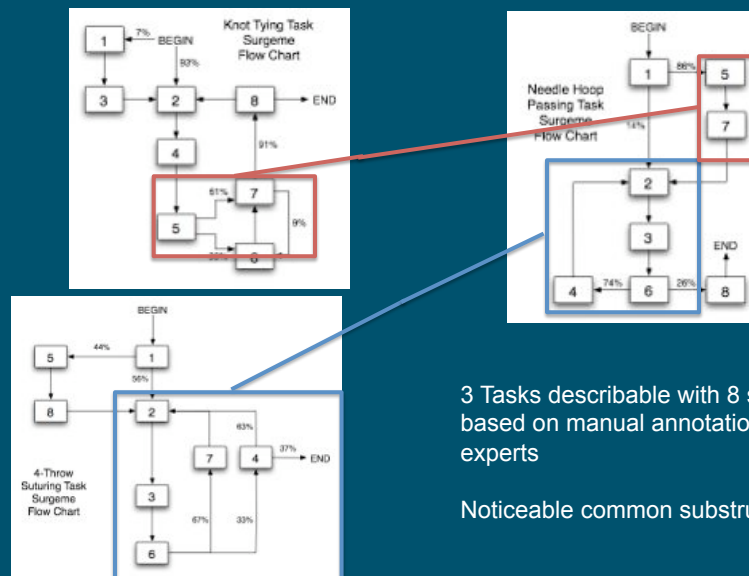 Knot Tying Task
Surgeme
Flow Chart
BEGIN
7%
93%
1
3
2
8
END
4
91%
61%
7
5
9%
BEGIN
1
86%
5
Needle Hoop
Passing Task
Surgeme
Flow Chart
14%
7
2
3
END
4
74%
6
26%
8
BEGIN
5
44%
1
56%
8
2
63%
37%
END
7
4
4-Throw
Suturing Task
Surgeme
Flow Chart
3
67%
33%
6
3 Tasks describable with 8
based on manual
experts
Noticeable common